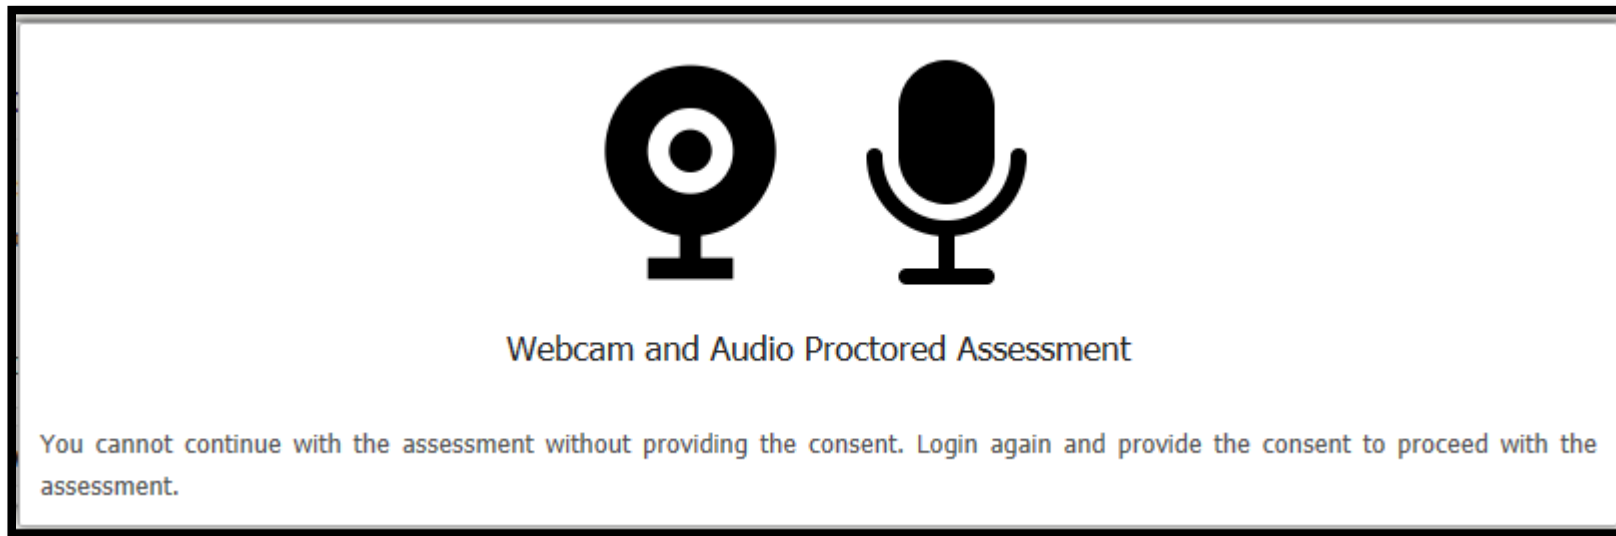 Webcam and Audio Proctored Assessment
You cannot continue with the assessment without providing the consent. Login again and provide the consent to proceed with the
assessment.